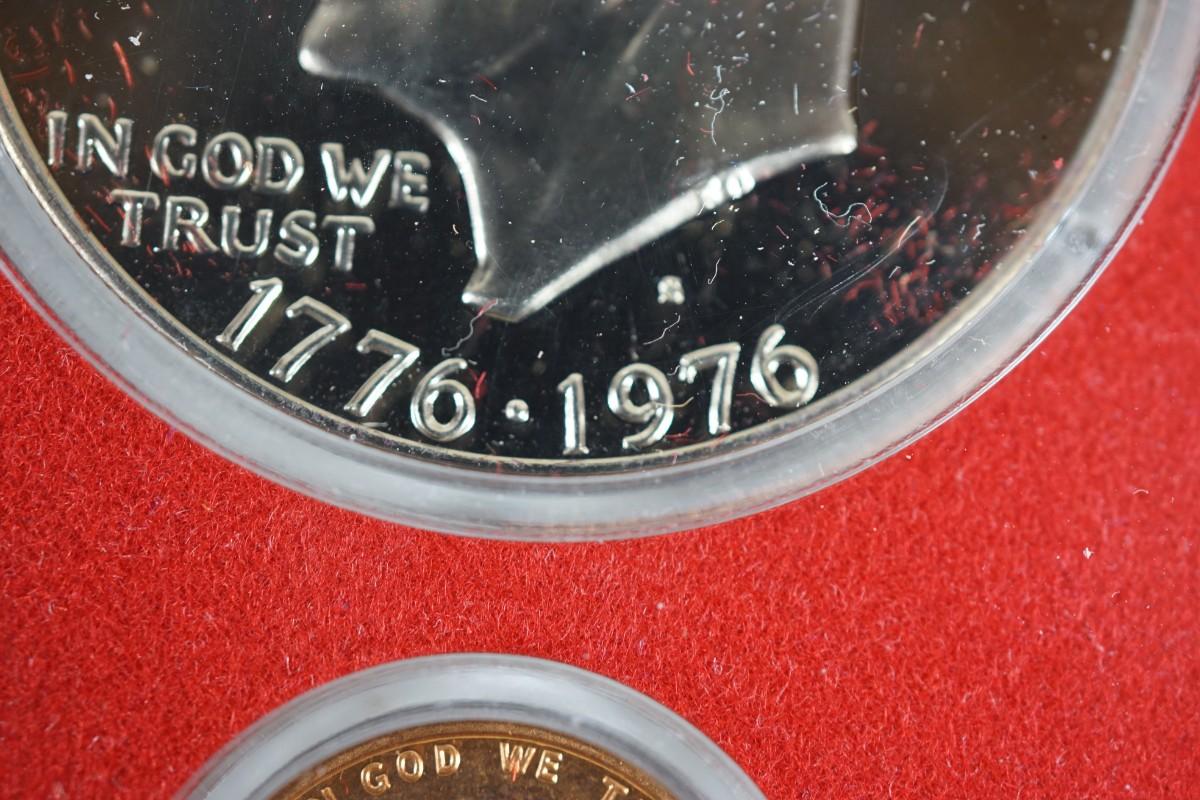 IN GOD WE
TRUST
S
1776·1976
GOD WE